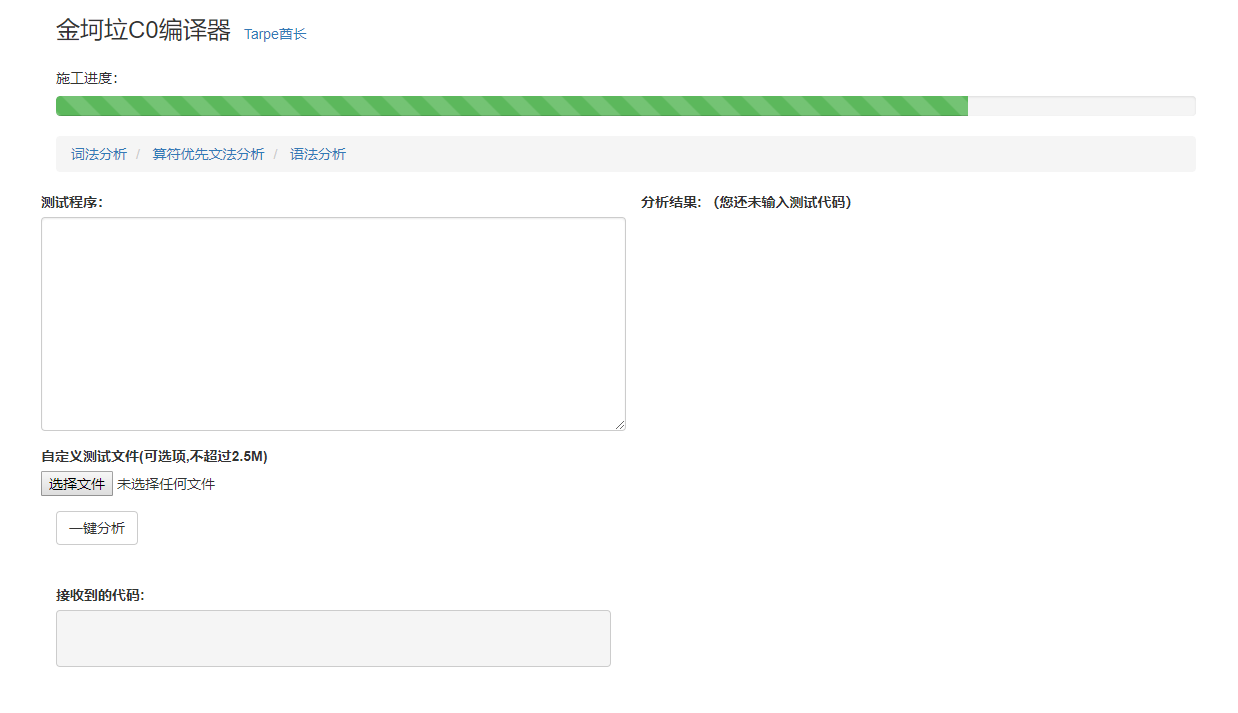 金坷垃C0编译器 Tarpe酋长
施工进度：
词法分析 / 算符优先文法分析 / 语法分析
测试程序：
分析结果: （您还未输入测试代码）
自定义测试文件(可选项,不超过2.5M)
选择文件 未选择任何文件
一键分析
接收到的代码: